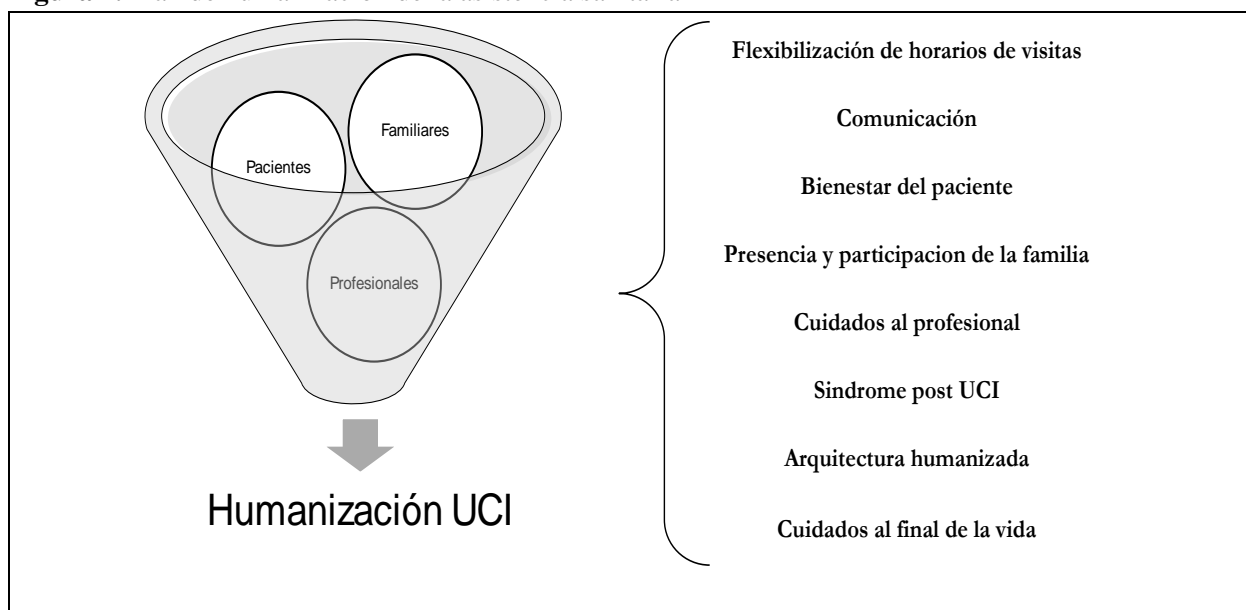 Familiares
Pacientes
Profesionales
Humanización UCI
Flexibilización de horarios de visitas
Comunicación
Bienestar del paciente
Presencia y participacion de la familia
Cuidados al profesional
Sindrome post UCI
Arquitectura humanizada
Cuidados al final de la vida